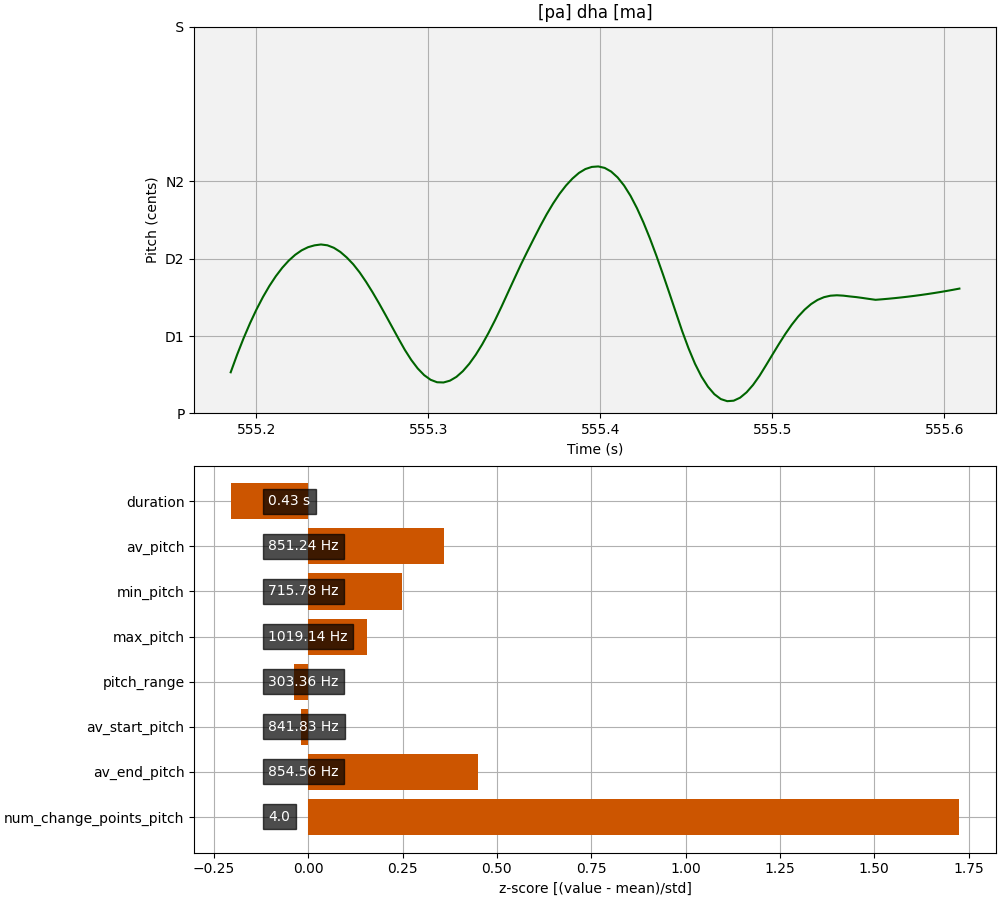 [pa] dha [ma]
S
N2
D2
D1
P
Pitch (cents)
555.2 555.3 555.4 555.5 555.6
Time (s)
duration 0.43 s
av_pitch 851.24 Hz
min_pitch 715.78 Hz
max_pitch 1019.14 Hz
pitch_range 303.36 Hz
av_start_pitch 841.83 Hz
av_end_pitch 854.56 Hz
num_change_points_pitch 4.0
−0.25 0.00 0.25 0.50 0.75 1.00 1.25 1.50 1.75
z-score [(value - mean)/std]